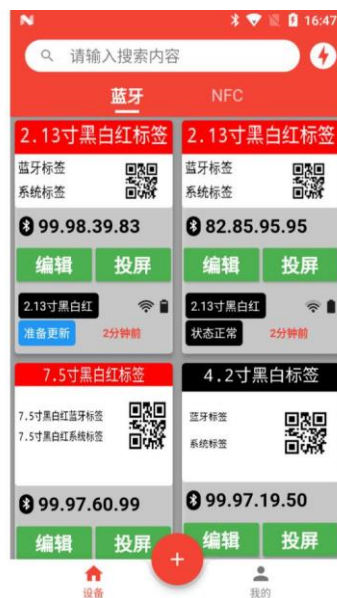 16:47
请输入搜索内容
蓝牙 NFC
2.13寸黑白红标签
蓝牙标签
系统标签
99.98.39.83
编辑 投屏
2.13寸黑白红
准备更新 2分钟前
2.13寸黑白红标签
蓝牙标签
系统标签
82.85.95.95
编辑 投屏
2.13寸黑白红
状态正常 2分钟前
7.5寸黑白红标签
7.5寸黑白红蓝牙标签
7.5寸黑白红系统标签
99.97.60.99
编辑 投屏
4.2寸黑白标签
蓝牙标签
系统标签
99.97.19.50
编辑 投屏
设备 我的